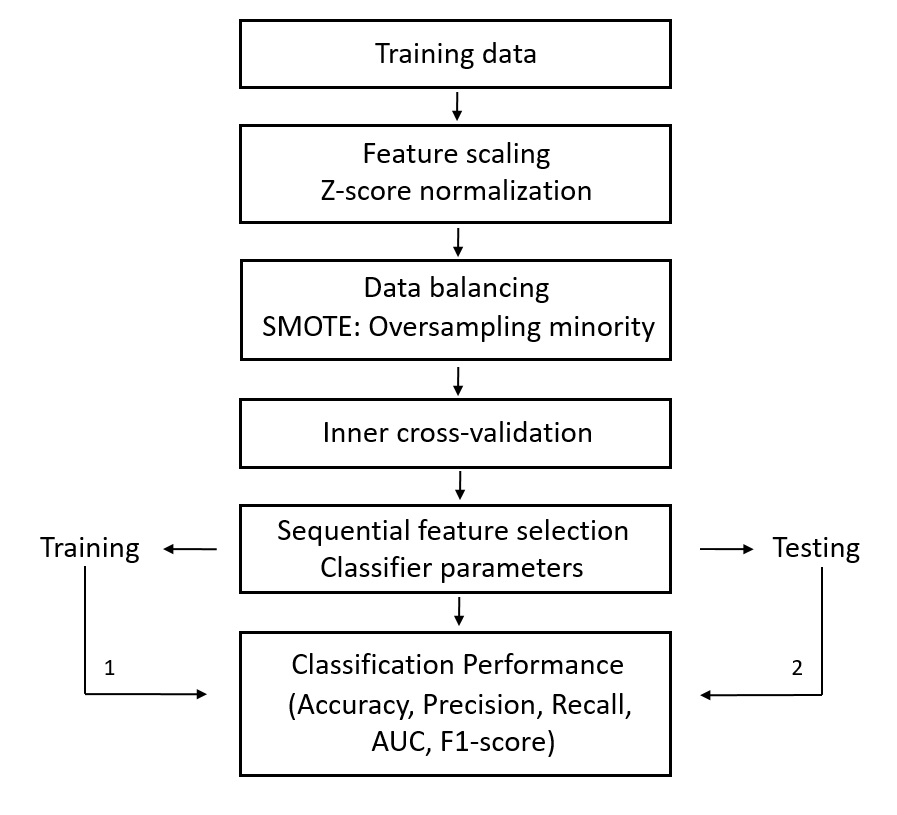 Training data
Feature scaling
Z-score normalization
Data balancing
SMOTE: Oversampling minority
Inner cross-validation
Sequential feature selection
Classifier parameters
Training
Testing
1
2
Classification Performance
(Accuracy, Precision, Recall,
AUC, F1-score)